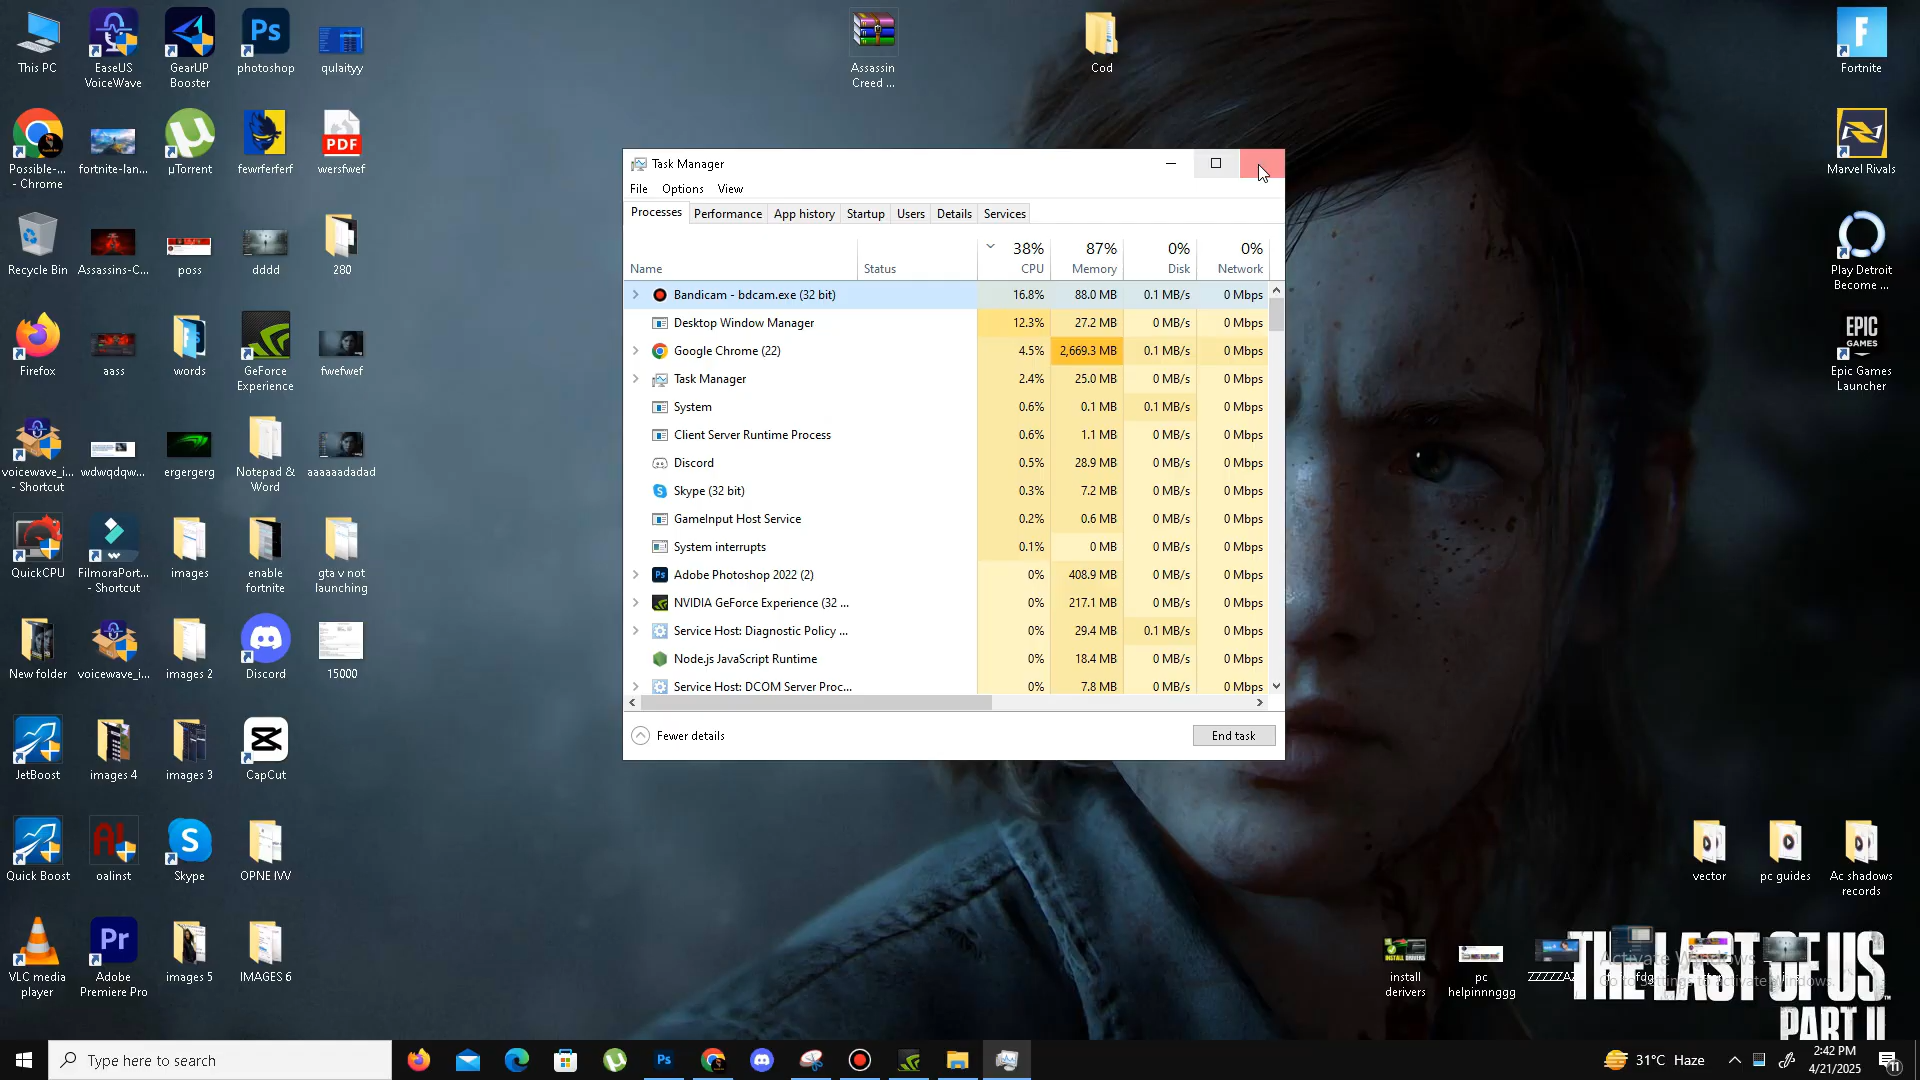 This PC
EaseUS
VoiceWave
GearUP
Booster
Ps
photoshop
qulaityy
Assassin
Creed ...
Cod
F
Fortnite
Possible-...
- Chrome
fortnite-lan...
µTorrent
fewrferferf
PDF
wersfwef
Marvel Rivals
Recycle Bin
Assassins-C...
poss
dddd
280
Play Detroit
Become ...
Firefox
aass
words
GeForce
Experience
fwefwef
EPIC
GAMES
Epic Games
Launcher
voicewave_i...
- Shortcut
wdwqdqw...
ergergerg
Notepad &
Word
aaaaaadadad
QuickCPU
FilmoraPort...
- Shortcut
images
enable
fortnite
gta v not
launching
New folder
voicewave_i...
images 2
Discord
15000
JetBoost
images 4
images 3
CapCut
Quick Boost
oalinst
Skype
OPNE IVV
VLC media
player
Pr
Adobe
Premiere Pro
images 5
IMAGES 6
Task Manager
File Options View
Processes Performance App history Startup Users Details Services
38% 87% 0% 0%
Name Status CPU Memory Disk Network
Bandicam - bdcam.exe (32 bit) 16.8% 88.0 MB 0.1 MB/s 0 Mbps
Desktop Window Manager 12.3% 27.2 MB 0 MB/s 0 Mbps
Google Chrome (22) 4.5% 2,669.3 MB 0.1 MB/s 0 Mbps
Task Manager 2.4% 25.0 MB 0 MB/s 0 Mbps
System 0.6% 0.1 MB 0.1 MB/s 0 Mbps
Client Server Runtime Process 0.6% 1.1 MB 0 MB/s 0 Mbps
Discord 0.5% 28.9 MB 0 MB/s 0 Mbps
Skype (32 bit) 0.3% 7.2 MB 0 MB/s 0 Mbps
GameInput Host Service 0.2% 0.6 MB 0 MB/s 0 Mbps
System interrupts 0.1% 0 MB 0 MB/s 0 Mbps
Adobe Photoshop 2022 (2) 0% 408.9 MB 0 MB/s 0 Mbps
NVIDIA GeForce Experience (32 ... 0% 217.1 MB 0 MB/s 0 Mbps
Service Host: Diagnostic Policy ... 0% 29.4 MB 0.1 MB/s 0 Mbps
Node.js JavaScript Runtime 0% 18.4 MB 0 MB/s 0 Mbps
Service Host: DCOM Server Proc... 0% 7.8 MB 0 MB/s 0 Mbps
Fewer details
End task
vector
pc guides
Ac shadows
records
install
derivers
pc
helpinnnggg
THE LAST OF US
PART II
Activate Windows
Go to Settings to activate Windows.
Type here to search
Ps
31°C Haze
2:42 PM
4/21/2025
11